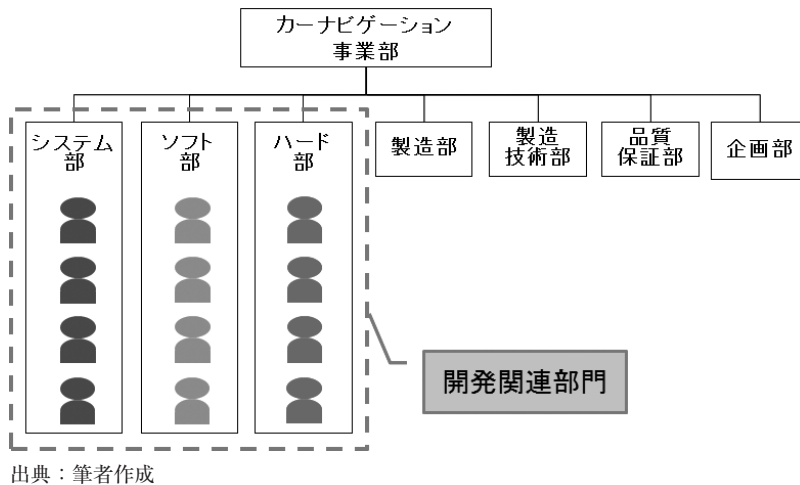 カーナビゲーション
事業部
システム
部
ソフト
部
ハード
部
製造部
製造
技術部
品質
保証部
企画部
開発関連部門
出典：筆者作成